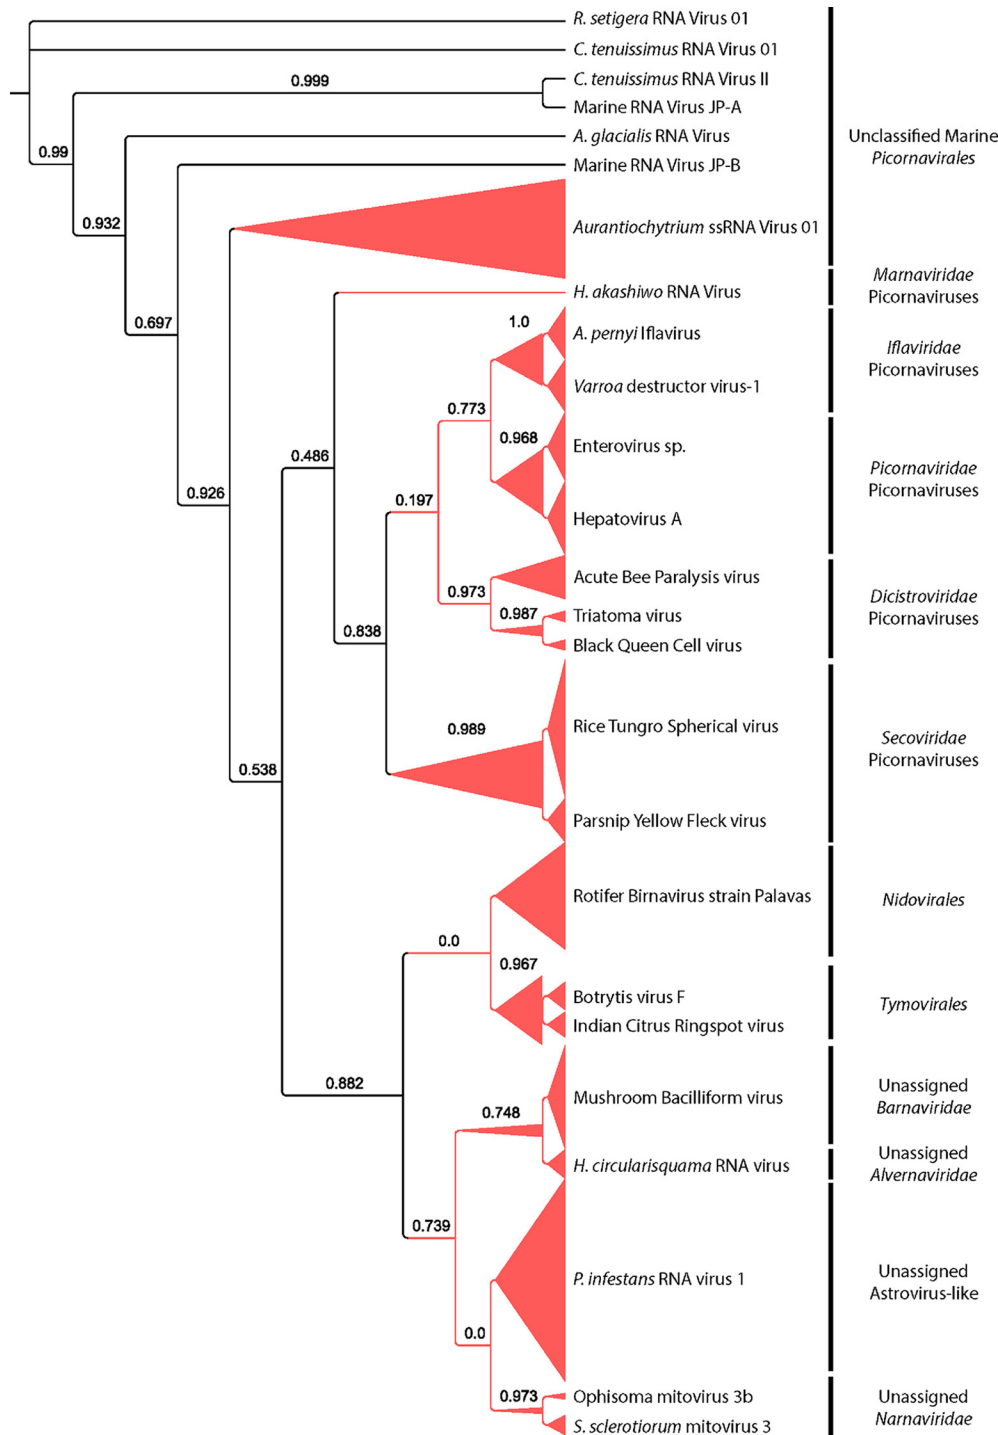 R. setigera RNA Virus 01
C. tenuissimus RNA Virus 01
0.999
C. tenuissimus RNA Virus II
Marine RNA Virus JP-A
0.99
A. glacialis RNA Virus
Unclassified Marine
Picornavirales
Marine RNA Virus JP-B
0.932
Aurantiochytrium ssRNA Virus 01
0.697
H. akashiwo RNA Virus
Marnaviridae
Picornaviruses
1.0
A. pernyi Iflavirus
Varroa destructor virus-1
Iflaviridae
Picornaviruses
0.773
0.968
Enterovirus sp.
Hepatovirus A
Picornaviridae
Picornaviruses
0.486
0.926
0.197
Acute Bee Paralysis virus
0.973
0.987
Triatoma virus
Black Queen Cell virus
Dicistroviridae
Picornaviruses
0.838
0.989
Rice Tungro Spherical virus
Parsnip Yellow Fleck virus
Secoviridae
Picornaviruses
0.538
Rotifer Birnavirus strain Palavas
Nidovirales
0.0
0.967
Botrytis virus F
Indian Citrus Ringspot virus
Tymovirales
0.882
Mushroom Bacilliform virus
Unassigned
Barnaviridae
0.748
H. circularisquama RNA virus
Unassigned
Alvernaviridae
0.739
P. infestans RNA virus 1
Unassigned
Astrovirus-like
0.0
0.973
Ophisoma mitovirus 3b
S. sclerotiorum mitovirus 3
Unassigned
Narnaviridae